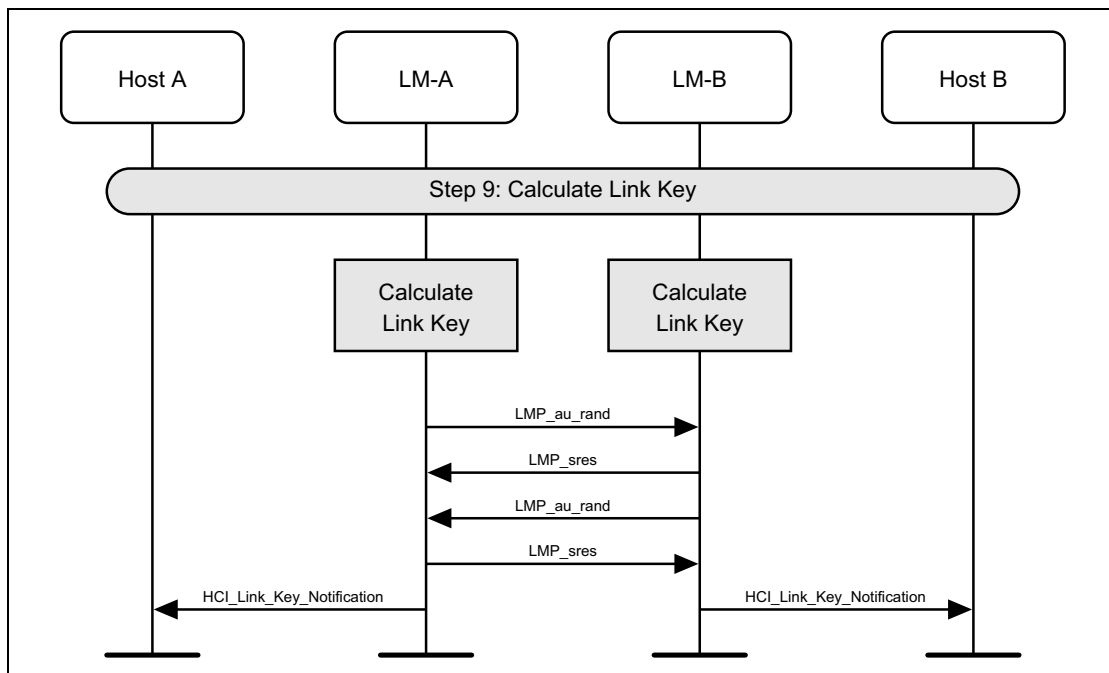 Host A
LM-A
LM-B
Host B
Step 9: Calculate Link Key
Calculate
Link Key
Calculate
Link Key
LMP_au_rand
LMP_sres
LMP_au_rand
LMP_sres
HCI_Link_Key_Notification
HCI_Link_Key_Notification